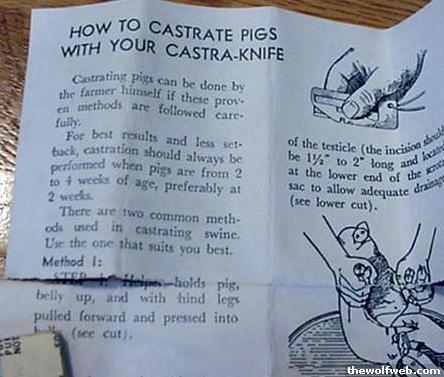 HOW TO CASTRATE PIGS
WITH YOUR CASTRA-KNIFE
Castrating pigs can be done by
the farmer himself if these prov-
en methods are followed care-
fully.
For best results and less set-
back, castration should always be
performed when pigs are from 2
to 4 weeks of age, preferably at
2 weeks.
There are two common meth-
ods used in castrating swine.
Use the one that suits you best.
Method 1:
STEP 1: Helper holds pig,
belly up, and with hind legs
pulled forward and pressed into
(see cut).
of the testicle (the incision should
be 1½" to 2" long and located
at the lower end of the
sac to allow adequate drainage
(see lower cut).
thewolfweb.com